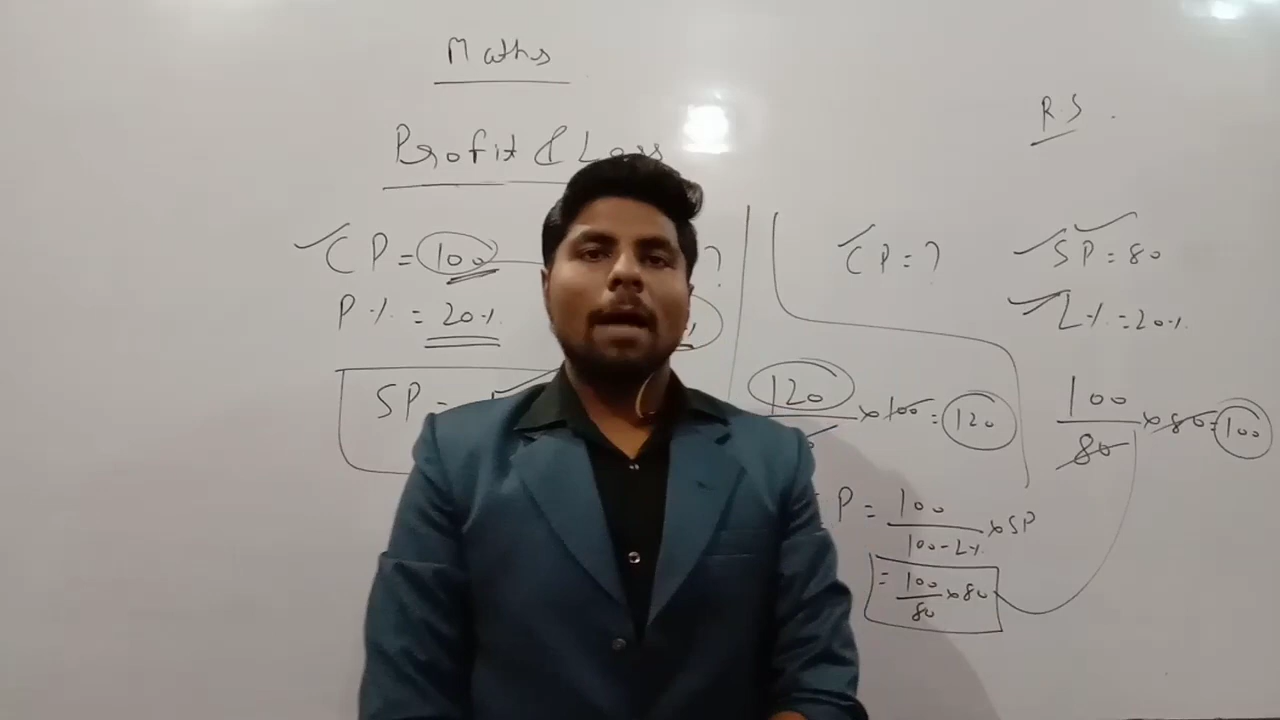 Maths
R.S.
Profit & Loss
CP = 100 ?
P% = 20%
SP =
120 × 100 = 120
CP = ? SP = 80
L% = 20%
100/80 × 80 = 100
P = 100/100-L% × SP
= 100/80 × 80